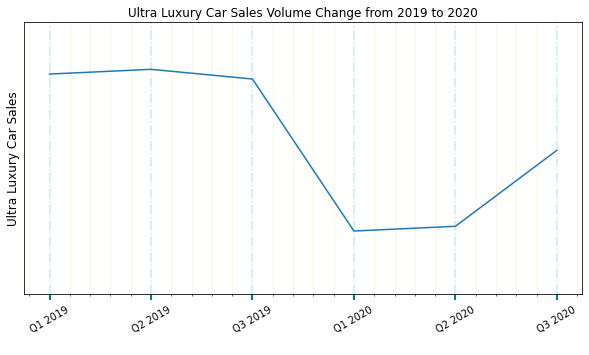 Ultra Luxury Car Sales Volume Change from 2019 to 2020
Ultra Luxury Car Sales
Q1 2019
Q2 2019
Q3 2019
Q1 2020
Q2 2020
Q3 2020